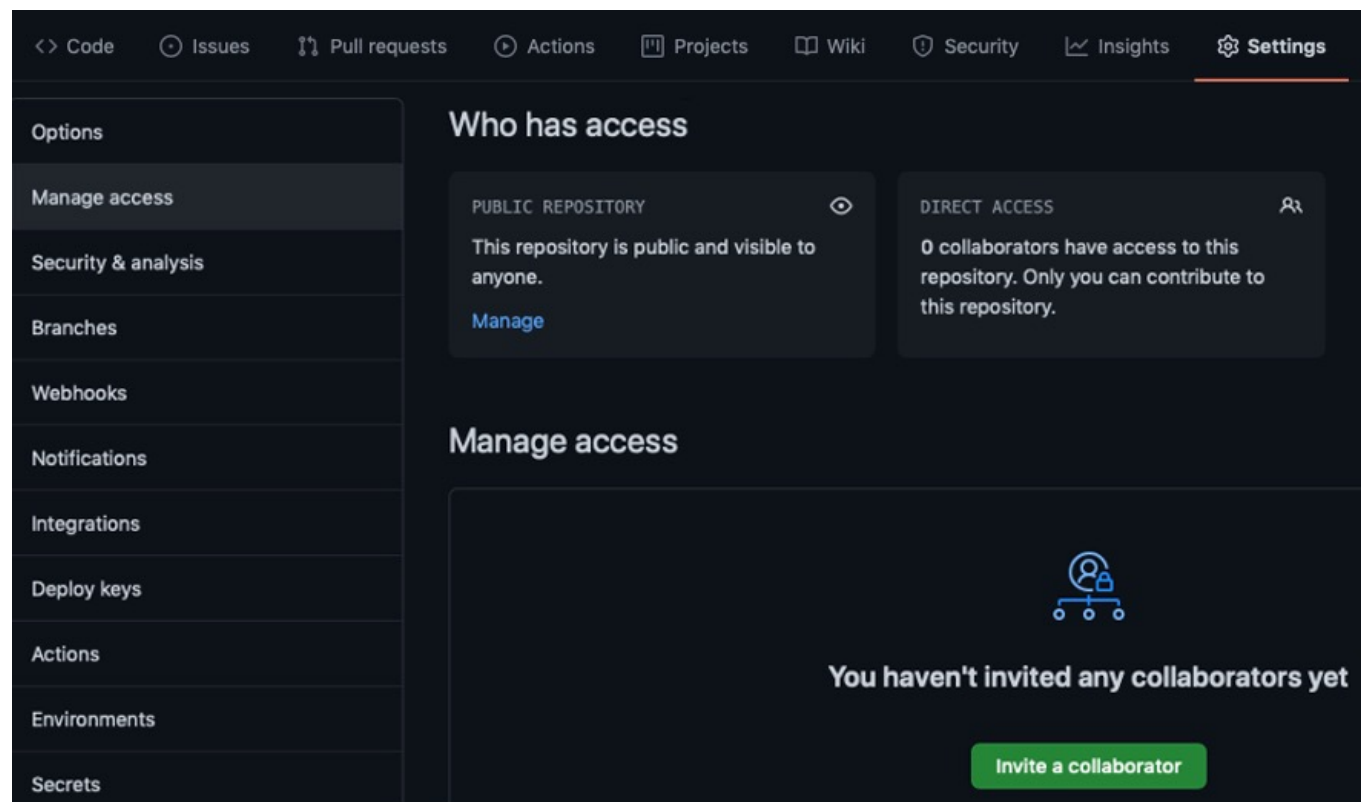 Code Issues Pull requests Actions Projects Wiki Security Insights Settings
Options
Manage access
Security & analysis
Branches
Webhooks
Notifications
Integrations
Deploy keys
Actions
Environments
Secrets
Who has access
PUBLIC REPOSITORY
This repository is public and visible to
anyone.
Manage
DIRECT ACCESS
0 collaborators have access to this
repository. Only you can contribute to
this repository.
Manage access
You haven't invited any collaborators yet
Invite a collaborator